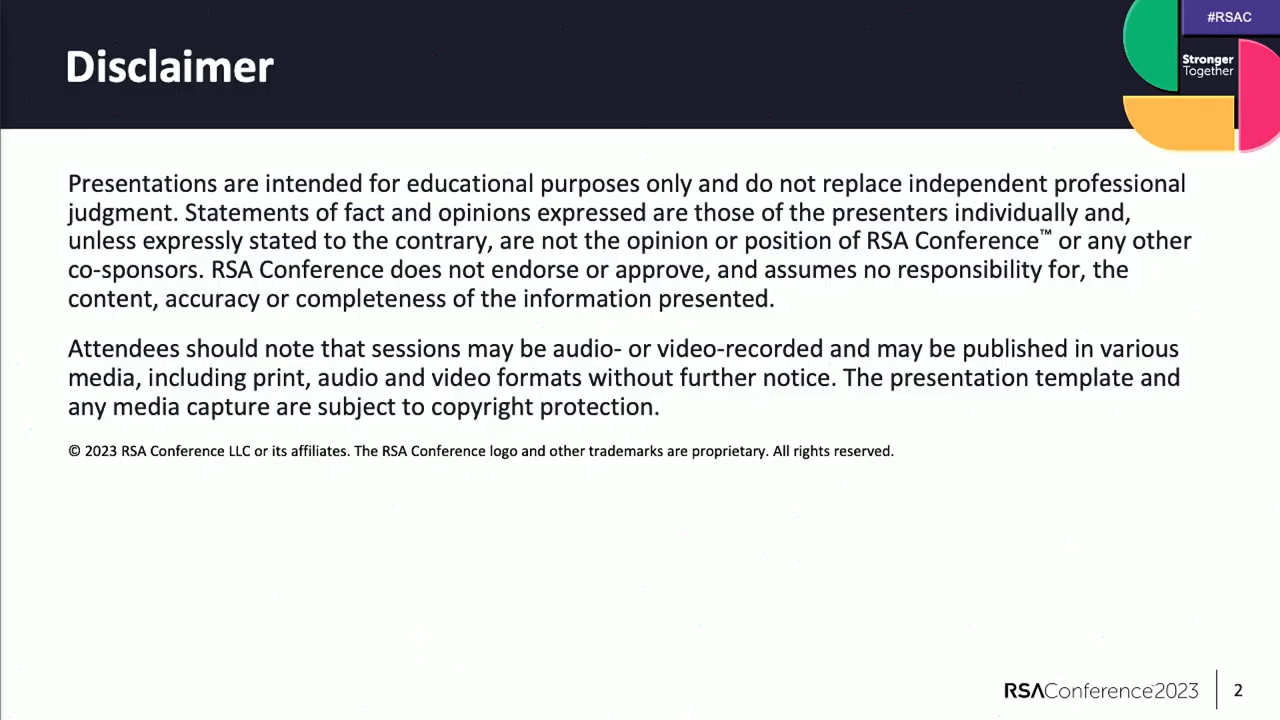 Disclaimer
#RSAC
Stronger
Together
Presentations are intended for educational purposes only and do not replace independent professional
judgment. Statements of fact and opinions expressed are those of the presenters individually and,
unless expressly stated to the contrary, are not the opinion or position of RSA Conference™ or any other
co-sponsors. RSA Conference does not endorse or approve, and assumes no responsibility for, the
content, accuracy or completeness of the information presented.
Attendees should note that sessions may be audio- or video-recorded and may be published in various
media, including print, audio and video formats without further notice. The presentation template and
any media capture are subject to copyright protection.
© 2023 RSA Conference LLC or its affiliates. The RSA Conference logo and other trademarks are proprietary. All rights reserved.
RSAConference™2023
2